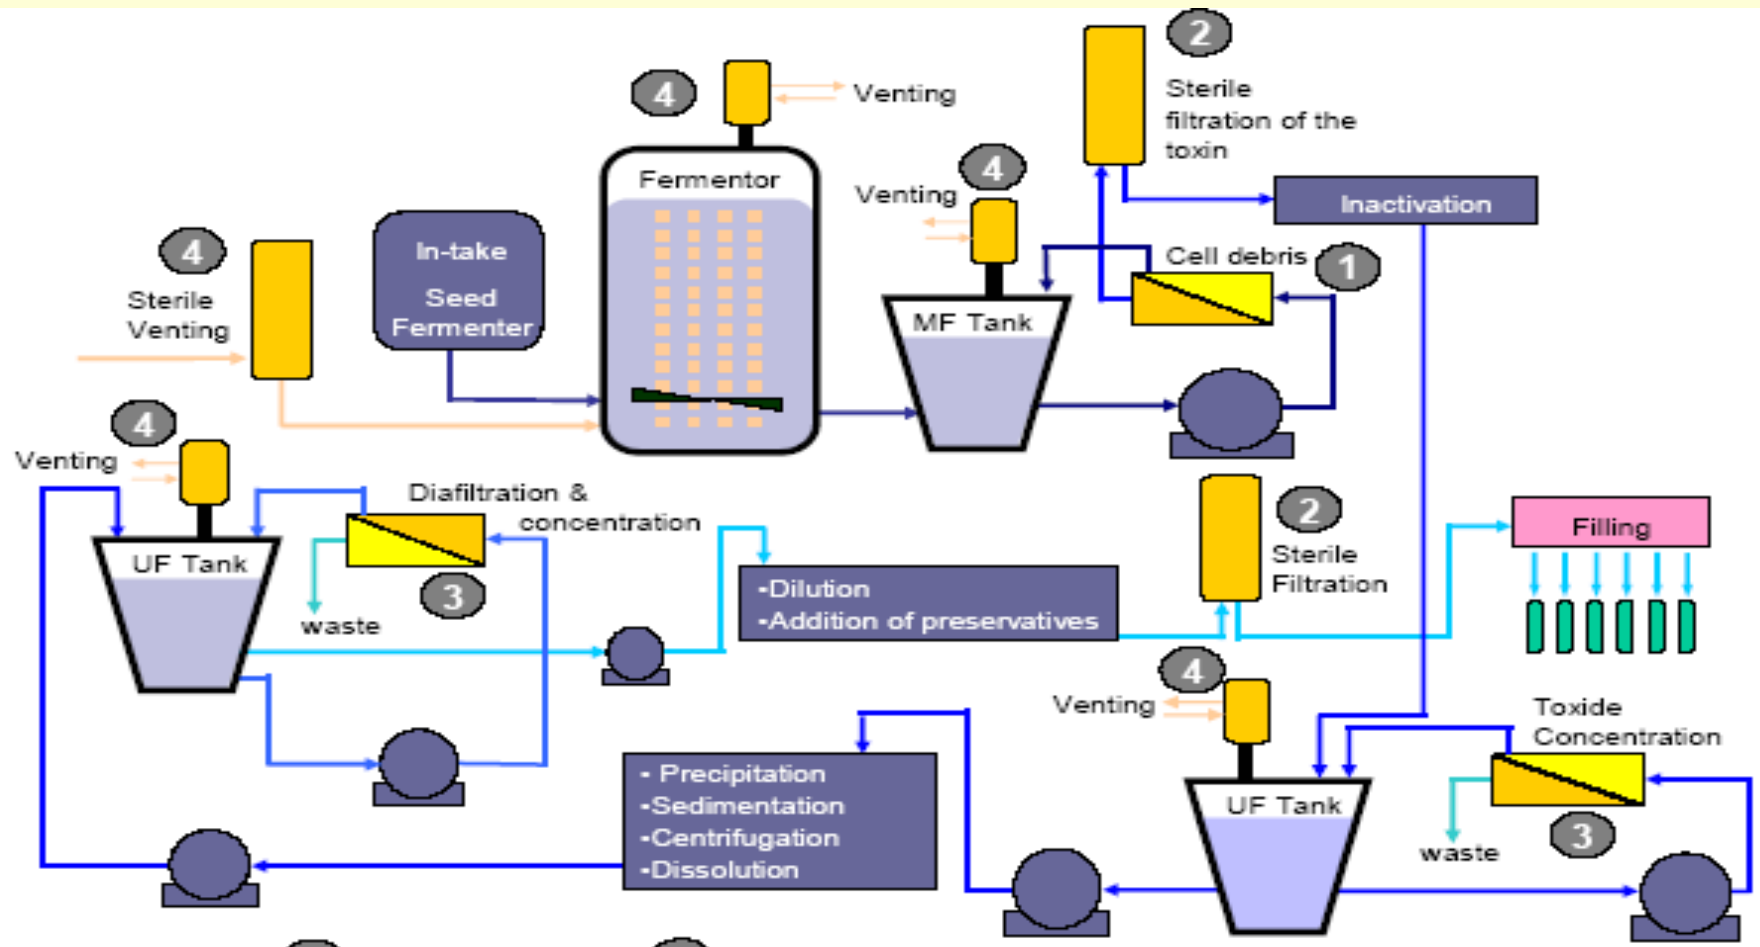 2
Sterile
filtration of the
toxin
4
Venting
Fermentor
4
Venting
Inactivation
4
Sterile
Venting
In-take
Seed
Fermenter
Cell debris
1
MF Tank
4
Venting
Diafiltration &
concentration
UF Tank
3
waste
2
Sterile
Filtration
Filling
▪Dilution
▪Addition of preservatives
4
Venting
Toxide
Concentration
UF Tank
3
waste
▪ Precipitation
▪Sedimentation
▪Centrifugation
▪Dissolution